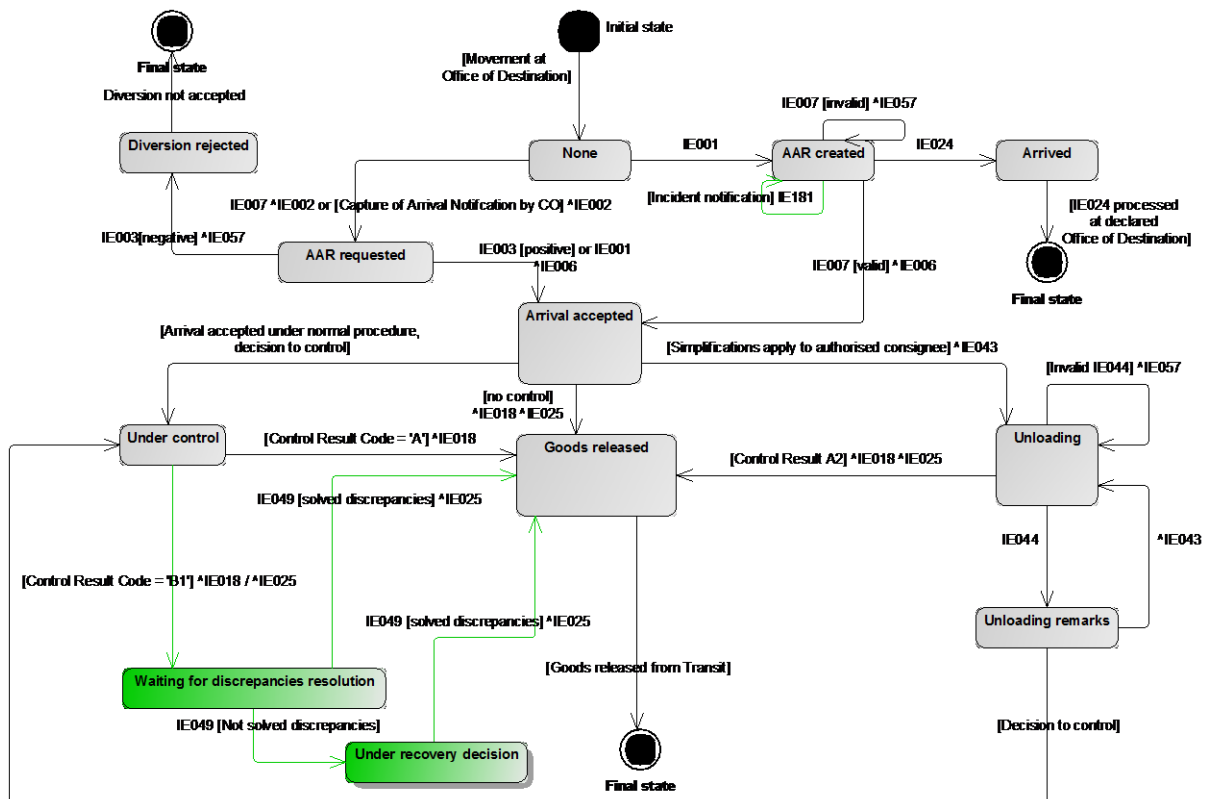 Initial state
[Movement at
Office of Destination]
Final state
Diversion not accepted
IE007 [invalid] ^IE057
Diversion rejected
None
IE001
AAR created
IE024
Arrived
[Incident notification] IE181
IE007 ^IE002 or [Capture of Arrival Notifcation by CO] ^IE002
[IE024 processed
at declared
Office of Destination]
IE003[negative] ^IE057
AAR requested
IE003 [positive] or IE001
^IE006
IE007 [valid] ^IE006
Final state
Arrival accepted
[Arrival accepted under normal procedure,
decision to control]
[Simplifications apply to authorised consignee] ^IE043
[Invalid IE044] ^IE057
[no control]
^IE018 ^IE025
Under control
[Control Result Code = 'A'] ^IE018
Goods released
[Control Result A2] ^IE018 ^IE025
Unloading
IE049 [solved discrepancies] ^IE025
IE044
^IE043
[Control Result Code = 'B1'] ^IE018 / ^IE025
IE049 [solved discrepancies] ^IE025
Unloading remarks
[Goods released from Transit]
Waiting for discrepancies resolution
IE049 [Not solved discrepancies]
[Decision to control]
Under recovery decision
Final state